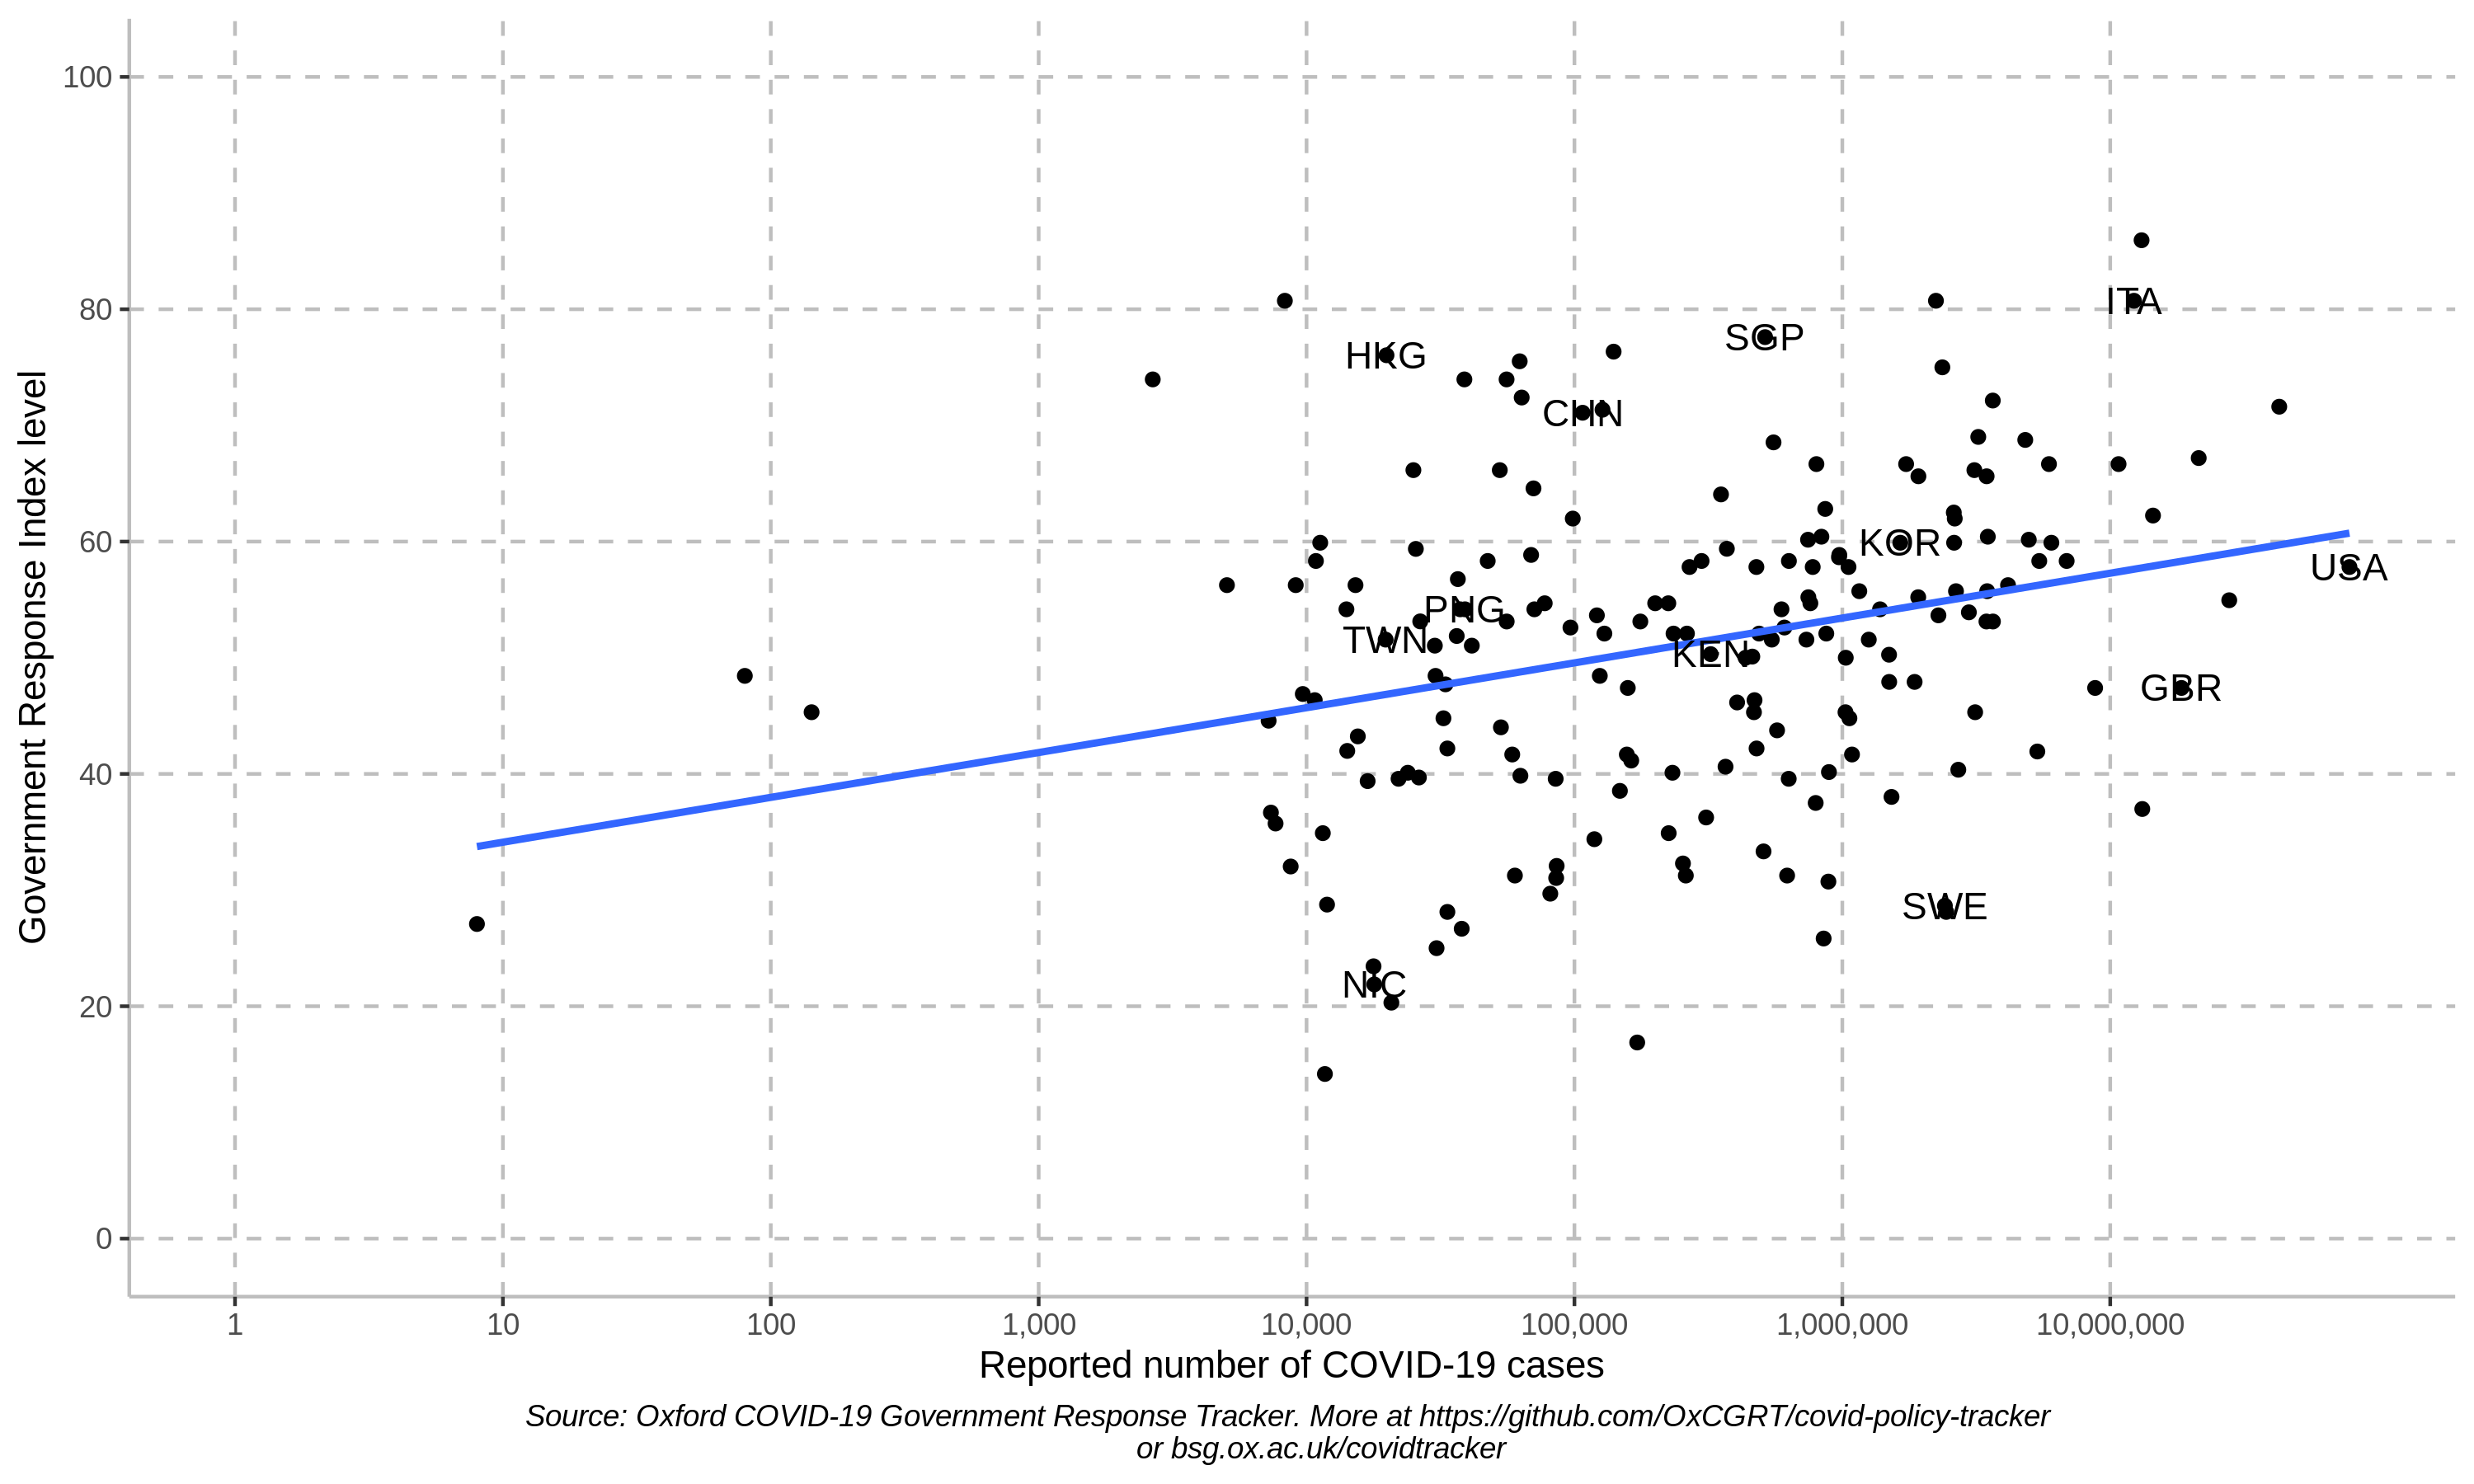 Government Response Index level
100
80
60
40
20
0
ITA
SGP
HKG
CHN
KOR
USA
PNG
TWN
KEN
GBR
SWE
NIC
1
10
100
1,000
10,000
100,000
1,000,000
10,000,000
Reported number of COVID-19 cases
Source: Oxford COVID-19 Government Response Tracker. More at https://github.com/OxCGRT/covid-policy-tracker
or bsg.ox.ac.uk/covidtracker